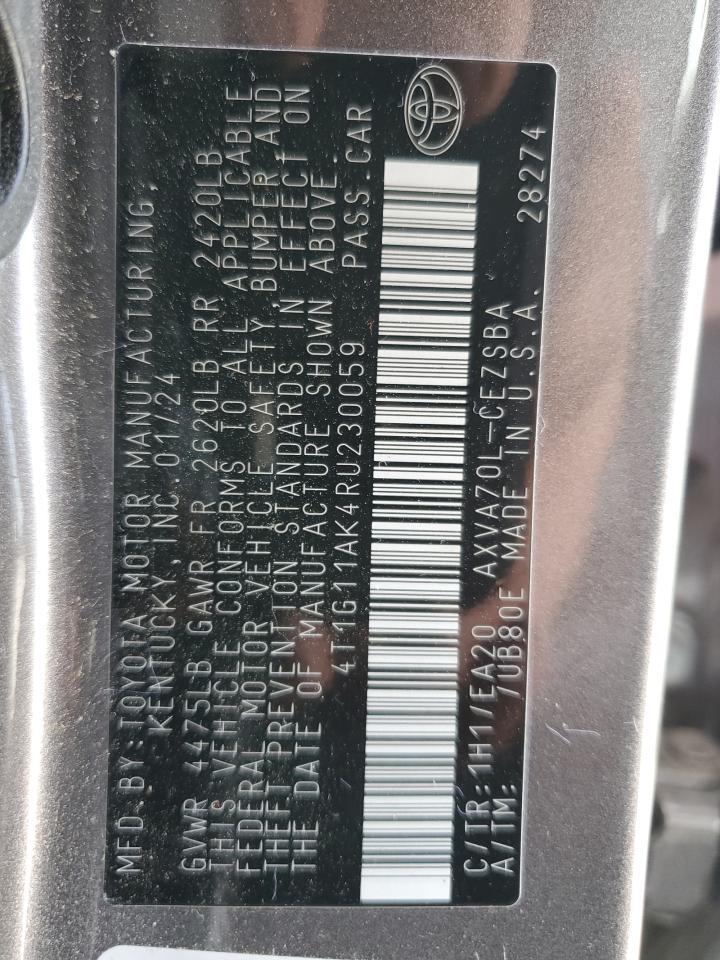 MFD.BY:TOYOTA MOTOR MANUFACTURING,
KENTUCKY, INC. 01/24
GVWR 4475LB GAWR FR 2620LB RR 2420LB
THIS VEHICLE CONFORMS TO ALL APPLICABLE
FEDERAL MOTOR VEHICLE SAFETY, BUMPER AND
THEFT PREVENTION STANDARDS IN EFFECT ON
THE DATE OF MANUFACTURE SHOWN ABOVE.
4T1G11AK4RU230059 PASS.CAR
C/TR:1H1/EA20 AXVA70L-CEZSBA
A/TM: /UB80E MADE IN U.S.A. 28274